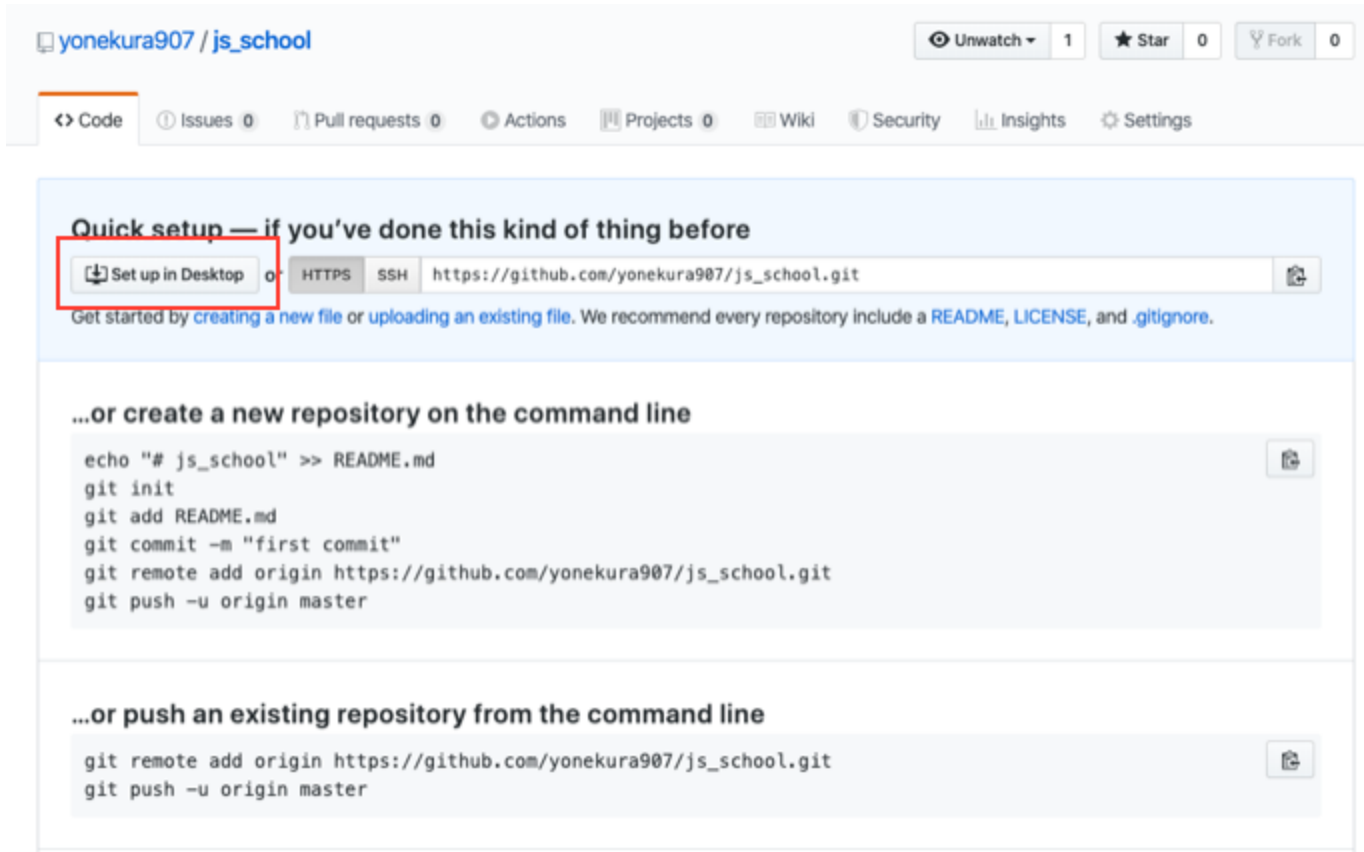 yonekura907 / js_school
Unwatch 1 Star 0 Fork 0
Code Issues 0 Pull requests 0 Actions Projects 0 Wiki Security Insights Settings
Quick setup — if you’ve done this kind of thing before
Set up in Desktop or HTTPS SSH https://github.com/yonekura907/js_school.git
Get started by creating a new file or uploading an existing file. We recommend every repository include a README, LICENSE, and .gitignore.
…or create a new repository on the command line
echo "# js_school" >> README.md
git init
git add README.md
git commit -m "first commit"
git remote add origin https://github.com/yonekura907/js_school.git
git push -u origin master
…or push an existing repository from the command line
git remote add origin https://github.com/yonekura907/js_school.git
git push -u origin master